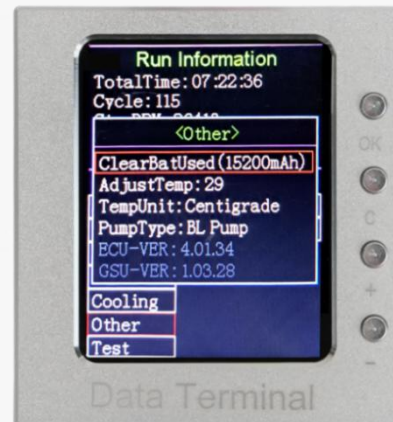 Run Information
TotalTime:07:22:36
Cycle:115
<Other>
ClearBatUsed(15200mAh)
AdjustTemp:29
TempUnit:Centigrade
PumpType:BL Pump
ECU-VER:4.01.34
GSU-VER:1.03.28
Cooling
Other
Test
OK
C
+
-
Data Terminal